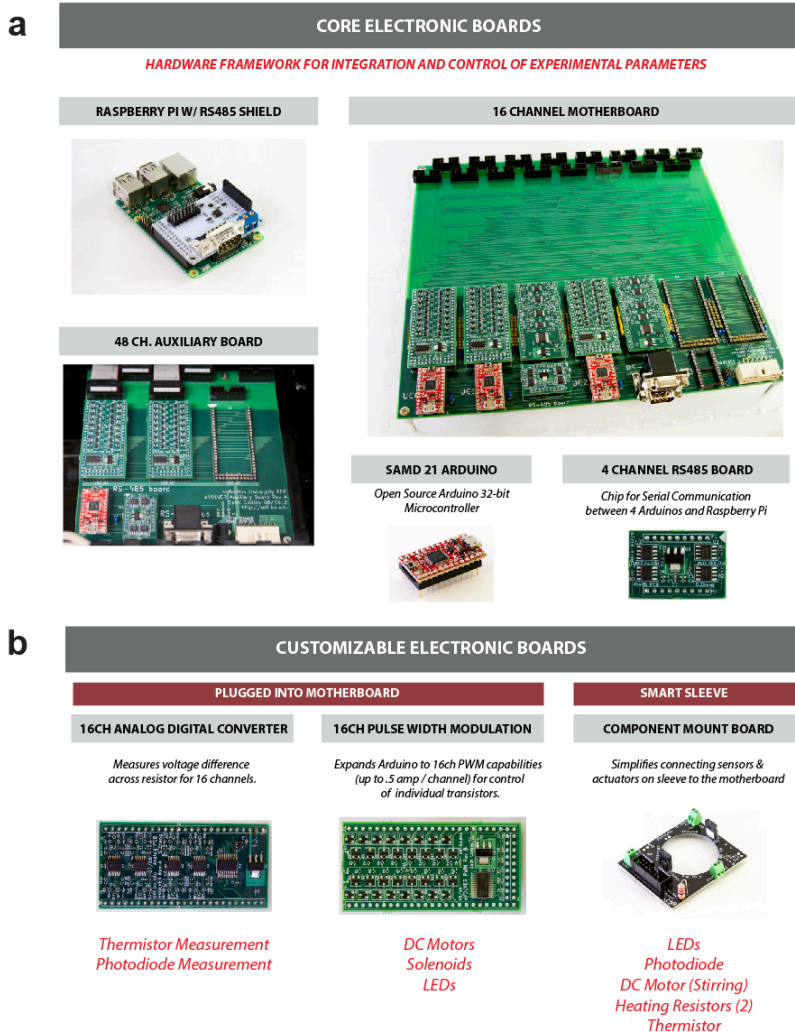 a
CORE ELECTRONIC BOARDS
HARDWARE FRAMEWORK FOR INTEGRATION AND CONTROL OF EXPERIMENTAL PARAMETERS
RASPBERRY PI W/ RS485 SHIELD
16 CHANNEL MOTHERBOARD
48 CH. AUXILIARY BOARD
RS-485 board
RS-485 board
SAMD 21 ARDUINO
Open Source Arduino 32-bit
Microcontroller
4 CHANNEL RS485 BOARD
Chip for Serial Communication
between 4 Arduinos and Raspberry Pi
b
CUSTOMIZABLE ELECTRONIC BOARDS
PLUGGED INTO MOTHERBOARD
SMART SLEEVE
16CH ANALOG DIGITAL CONVERTER
Measures voltage difference
across resistor for 16 channels.
Thermistor Measurement
Photodiode Measurement
16CH PULSE WIDTH MODULATION
Expands Arduino to 16ch PWM capabilities
(up to .5 amp / channel) for control
of individual transistors.
DC Motors
Solenoids
LEDs
COMPONENT MOUNT BOARD
Simplifies connecting sensors &
actuators on sleeve to the motherboard
LEDs
Photodiode
DC Motor (Stirring)
Heating Resistors (2)
Thermistor